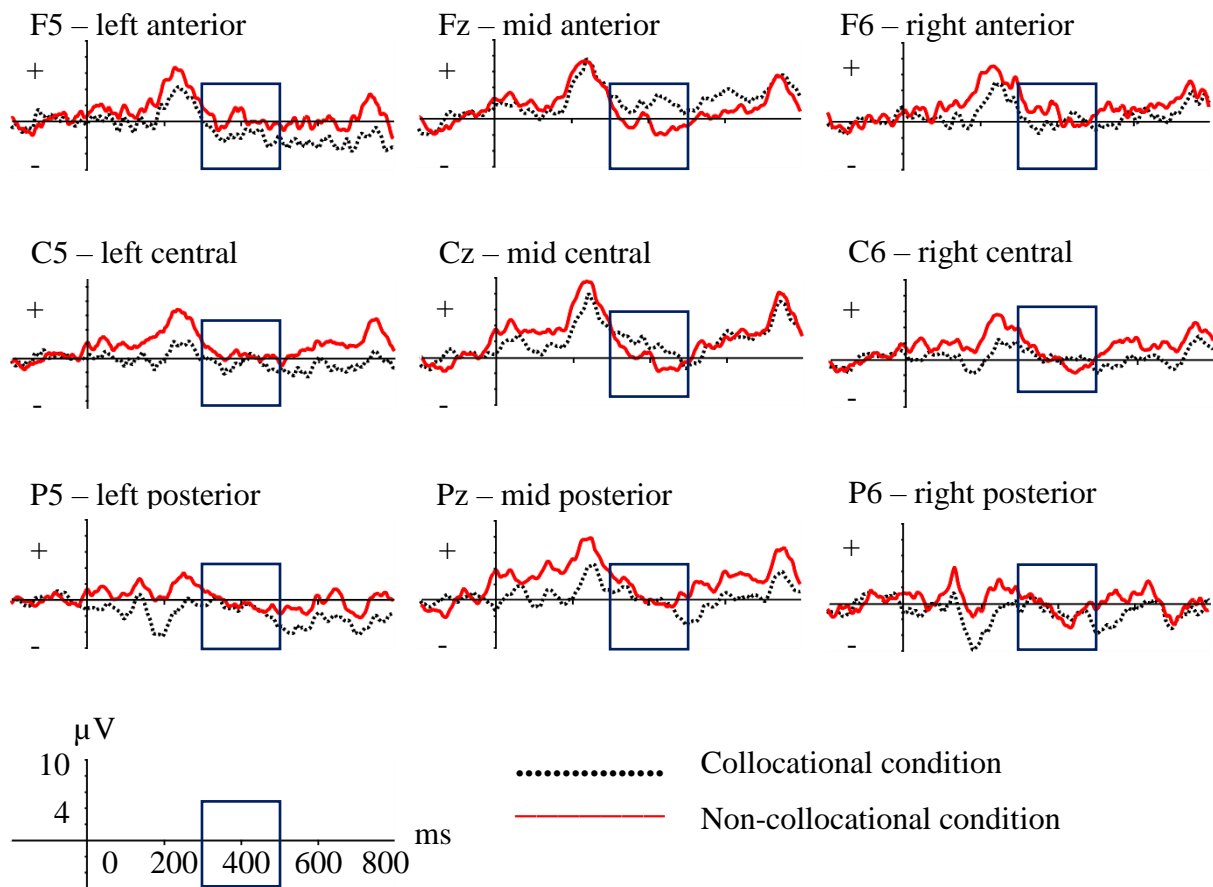 F5 – left anterior
Fz – mid anterior
F6 – right anterior
+
+
+
-
-
-
C5 – left central
Cz – mid central
C6 – right central
+
+
+
-
-
-
P5 – left posterior
Pz – mid posterior
P6 – right posterior
+
+
+
-
-
-
µV
10
4
ms
0 200 400 600 800
Collocational condition
Non-collocational condition